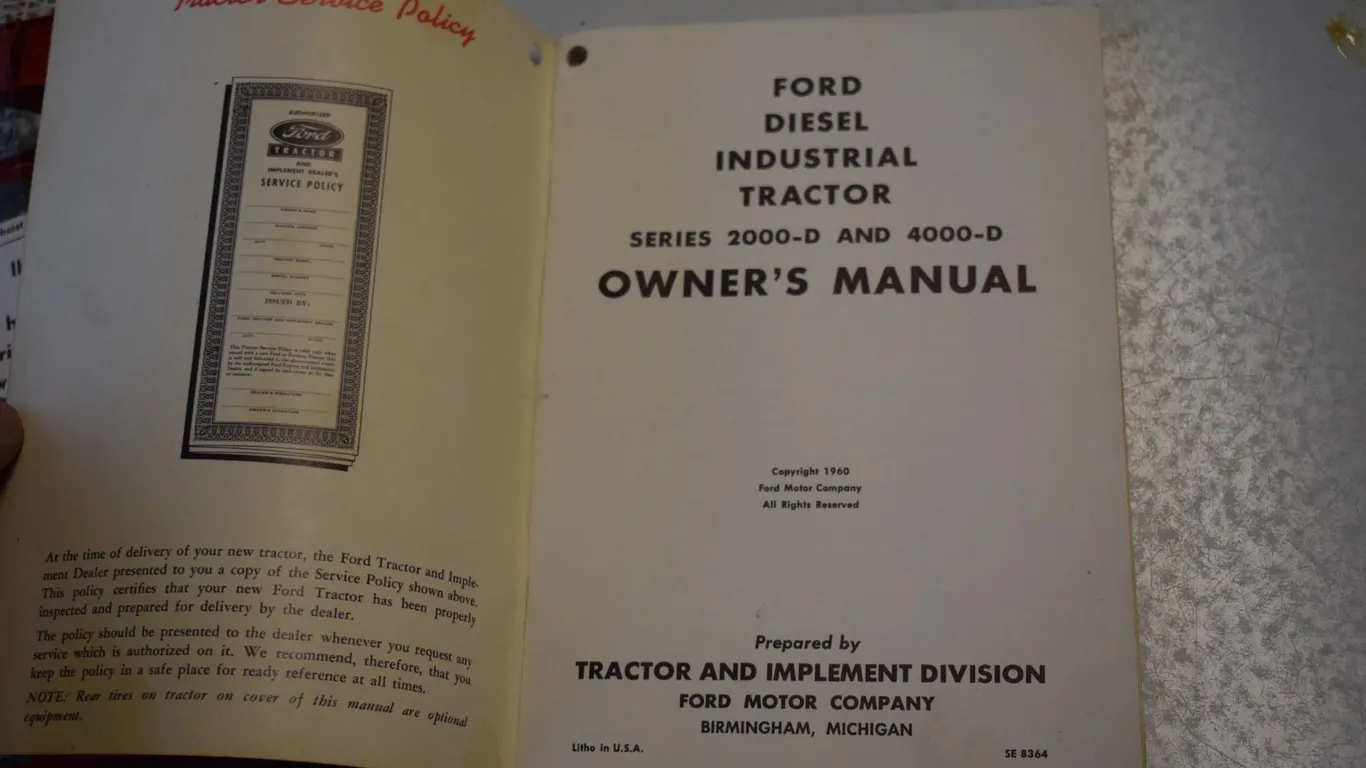 Tractor Service Policy
AUTHORIZED
Ford
TRACTOR
AND
IMPLEMENT DEALER'S
SERVICE POLICY
ISSUED BY:
At the time of delivery of your new tractor, the Ford Tractor and Imple-
ment Dealer presented to you a copy of the Service Policy shown above.
This policy certifies that your new Ford Tractor has been properly
inspected and prepared for delivery by the dealer.
The policy should be presented to the dealer whenever you request any
service which is authorized on it. We recommend, therefore, that you
keep the policy in a safe place for ready reference at all times.
NOTE: Rear tires on tractor on cover of this manual are optional
equipment.
FORD
DIESEL
INDUSTRIAL
TRACTOR
SERIES 2000-D AND 4000-D
OWNER'S MANUAL
Copyright 1960
Ford Motor Company
All Rights Reserved
Prepared by
TRACTOR AND IMPLEMENT DIVISION
FORD MOTOR COMPANY
BIRMINGHAM, MICHIGAN
Litho in U.S.A.
SE 8364